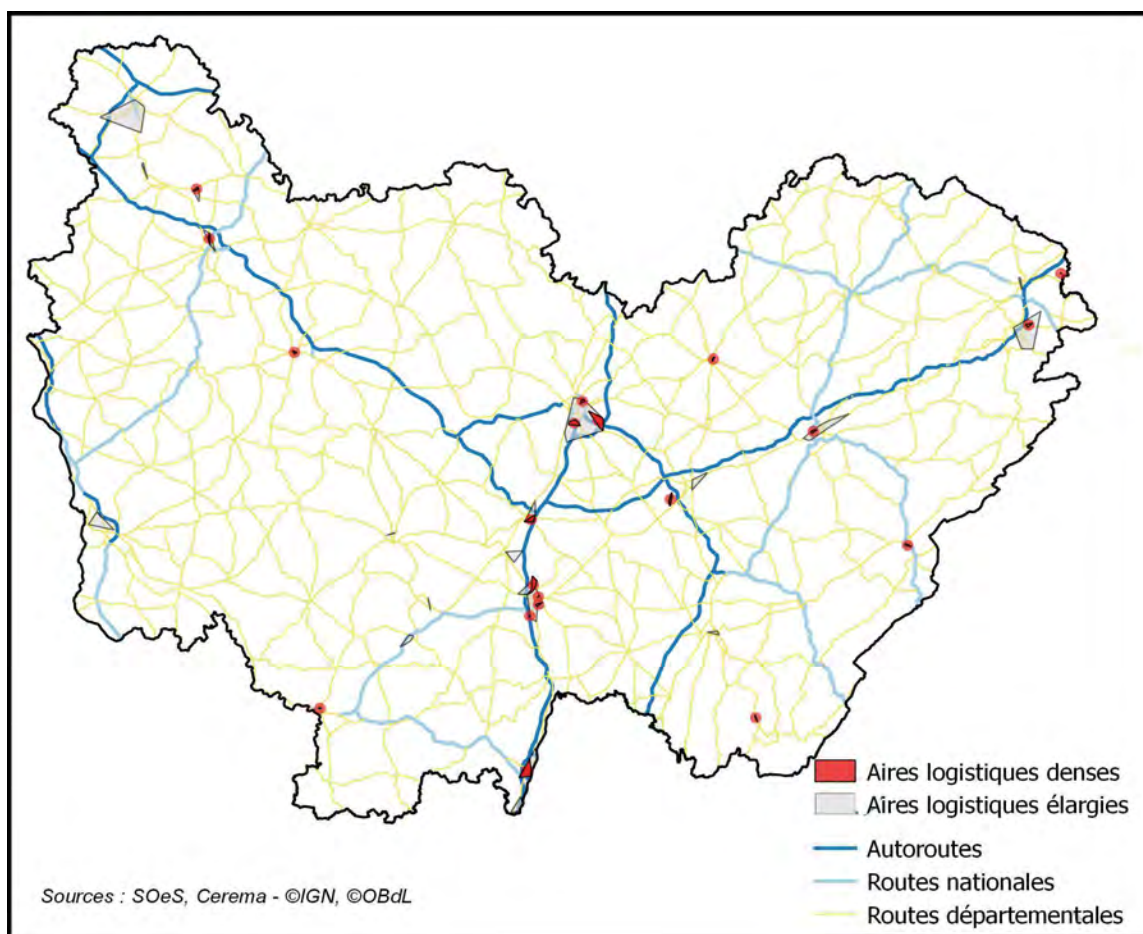 Aires logistiques denses
Aires logistiques élargies
Autoroutes
Routes nationales
Routes départementales
Sources : SOeS, Cerema - ©IGN, ©OBdL